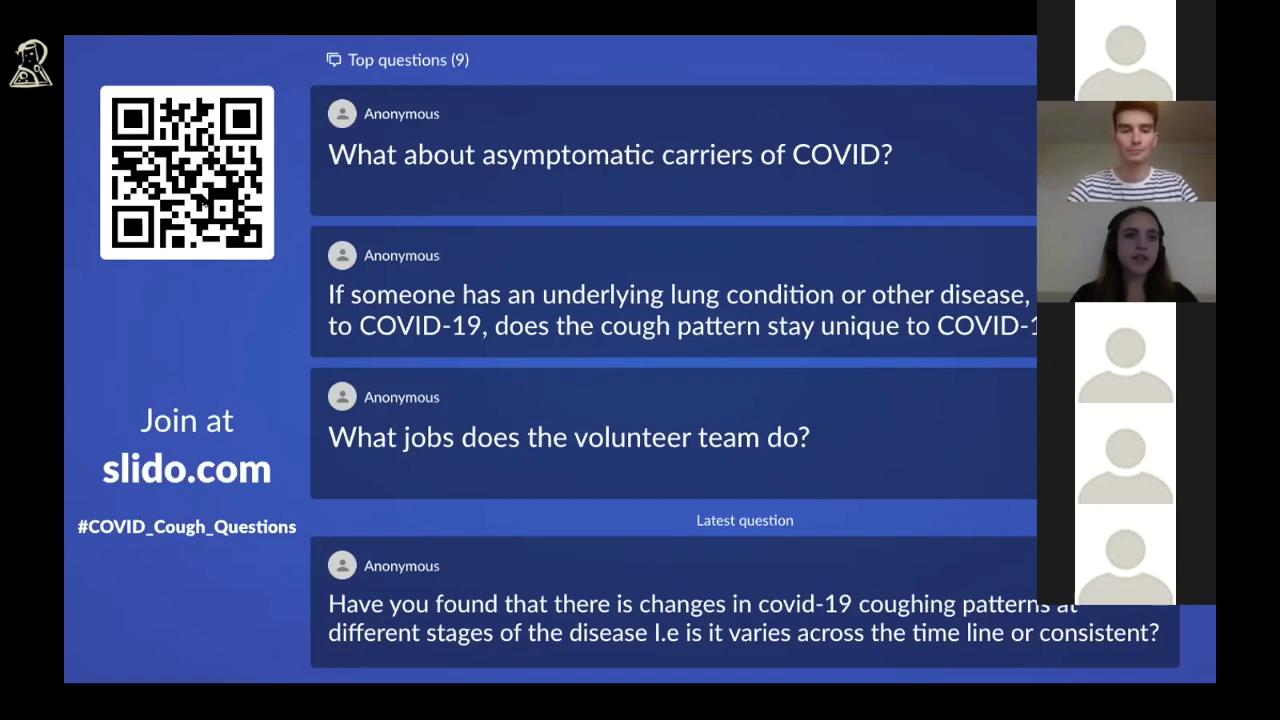 Top questions (9)
Anonymous
What about asymptomatic carriers of COVID?
Anonymous
If someone has an underlying lung condition or other disease,
to COVID-19, does the cough pattern stay unique to
Anonymous
What jobs does the volunteer team do?
Join at
slido.com
#COVID_Cough_Questions
Latest question
Anonymous
Have you found that there is changes in covid-19 coughing patterns at
different stages of the disease I.e is it varies across the time line or consistent?